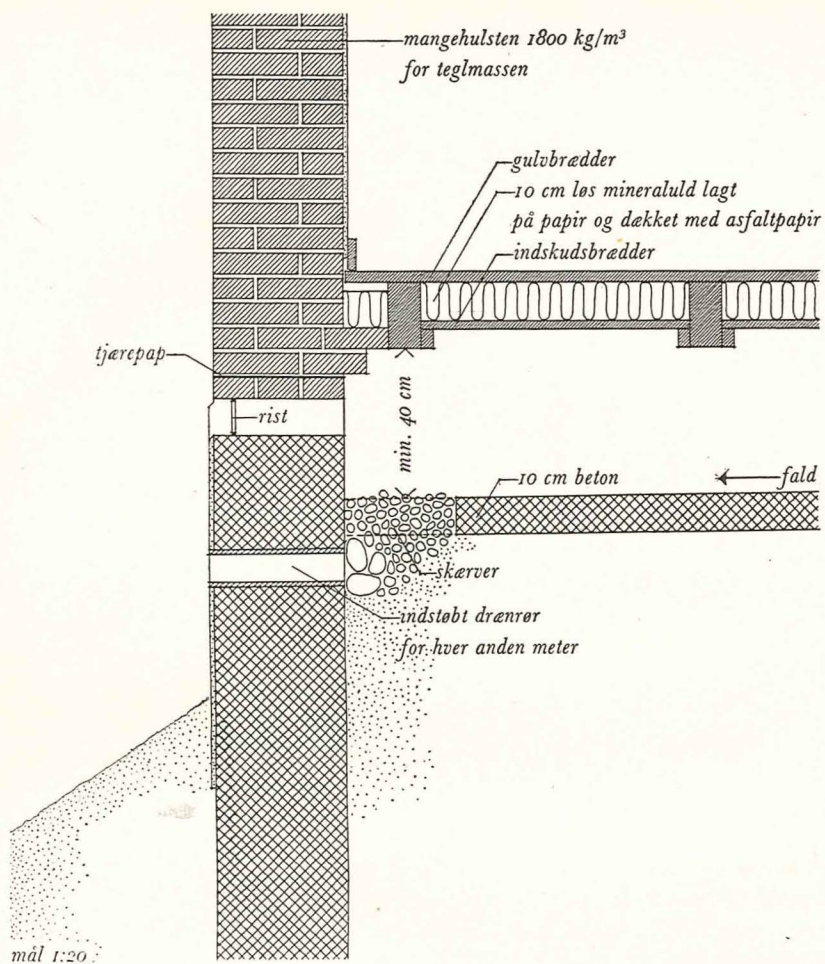 mangehulsten 1800 kg/m³
for teglmassen
gulvbrædder
10 cm løs mineraluld lagt
på papir og dækket med asfaltpapir
indskudsbrædder
tjærepap
rist
min. 40 cm
10 cm beton
fald
skærver
indstøbt drænrør
for hver anden meter
mål 1:20